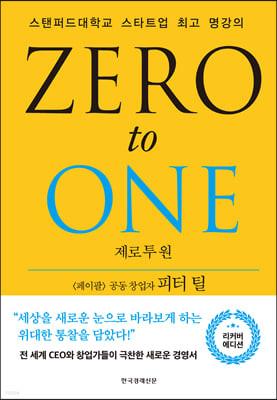 스탠퍼드대학교 스타트업 최고 명강의
ZERO
to
ONE
제로 투 원
〈페이팔〉 공동 창업자 피터 틸
“세상을 새로운 눈으로 바라보게 하는
위대한 통찰을 담았다!”
전 세계 CEO와 창업가들이 극찬한 새로운 경영서
리커버
에디션
한국경제신문